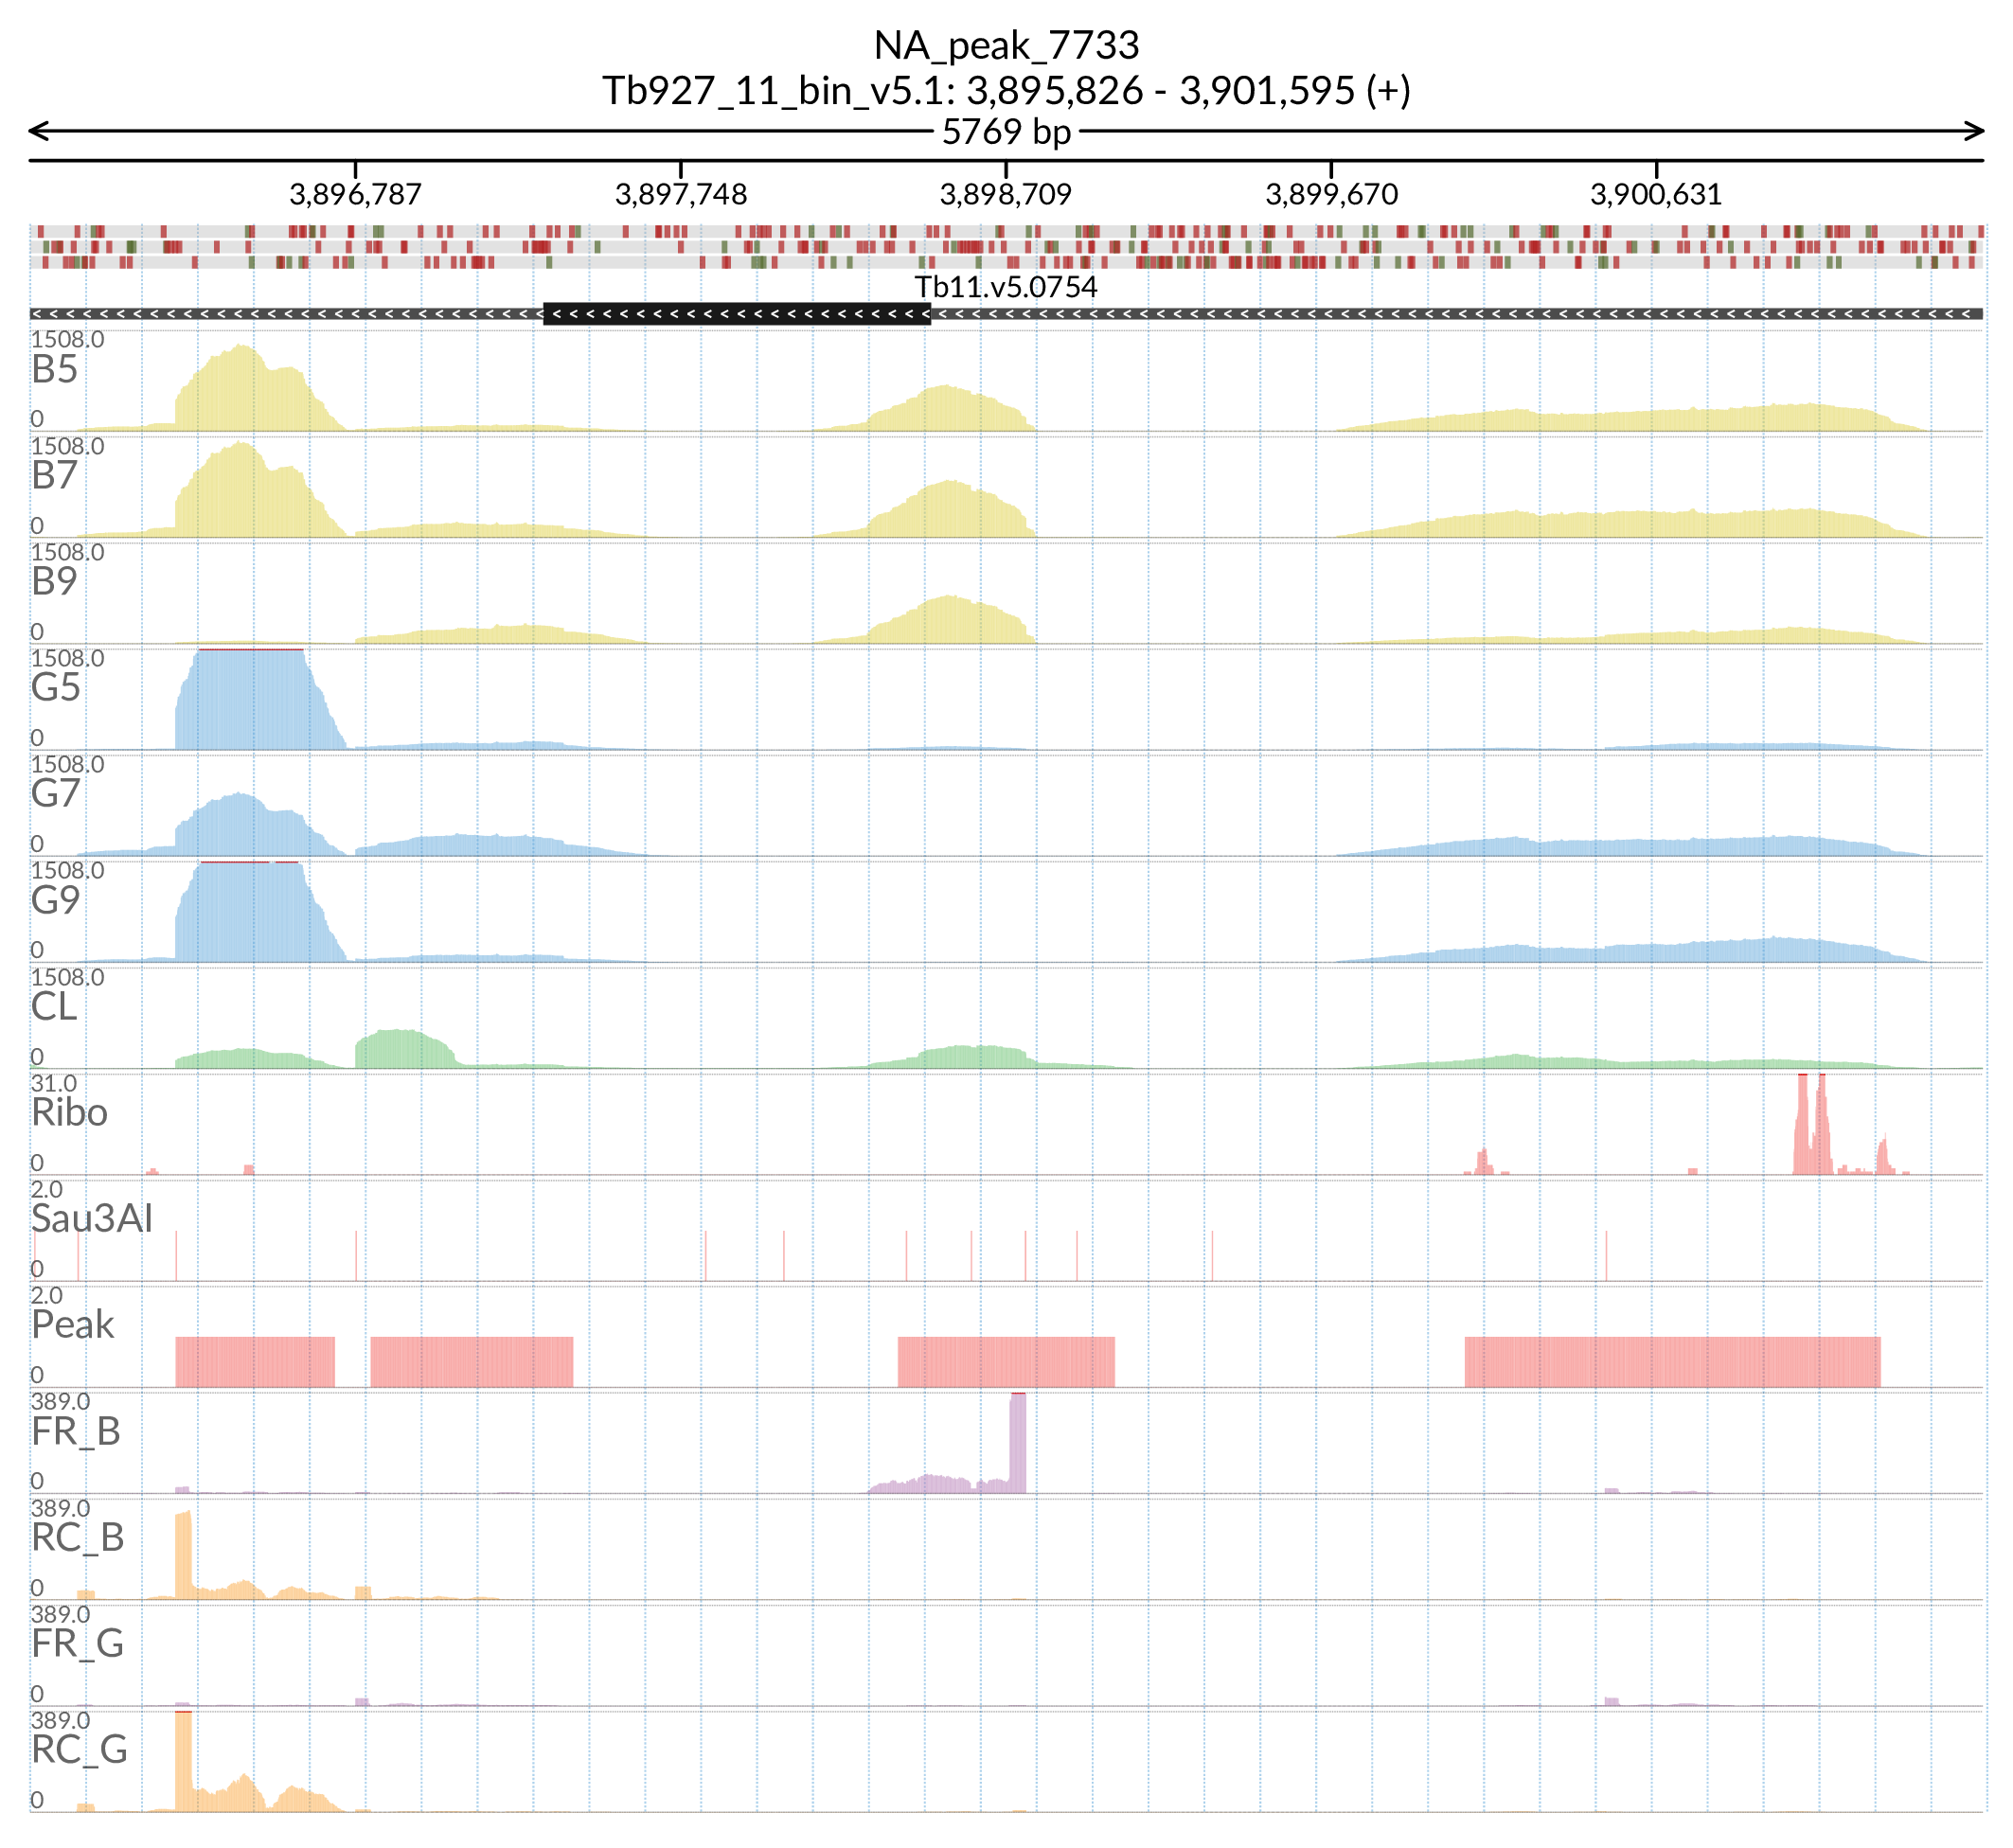 NA_peak_7733
Tb927_11_bin_v5.1: 3,895,826 - 3,901,595 (+)
5769 bp
3,896,787 3,897,748 3,898,709 3,899,670 3,900,631
Tb11.v5.0754
1508.0
B5
0
1508.0
B7
0
1508.0
B9
0
1508.0
G5
0
1508.0
G7
0
1508.0
G9
0
1508.0
CL
0
31.0
Ribo
0
2.0
Sau3AI
0
2.0
Peak
0
389.0
FR_B
0
389.0
RC_B
0
389.0
FR_G
0
389.0
RC_G
0